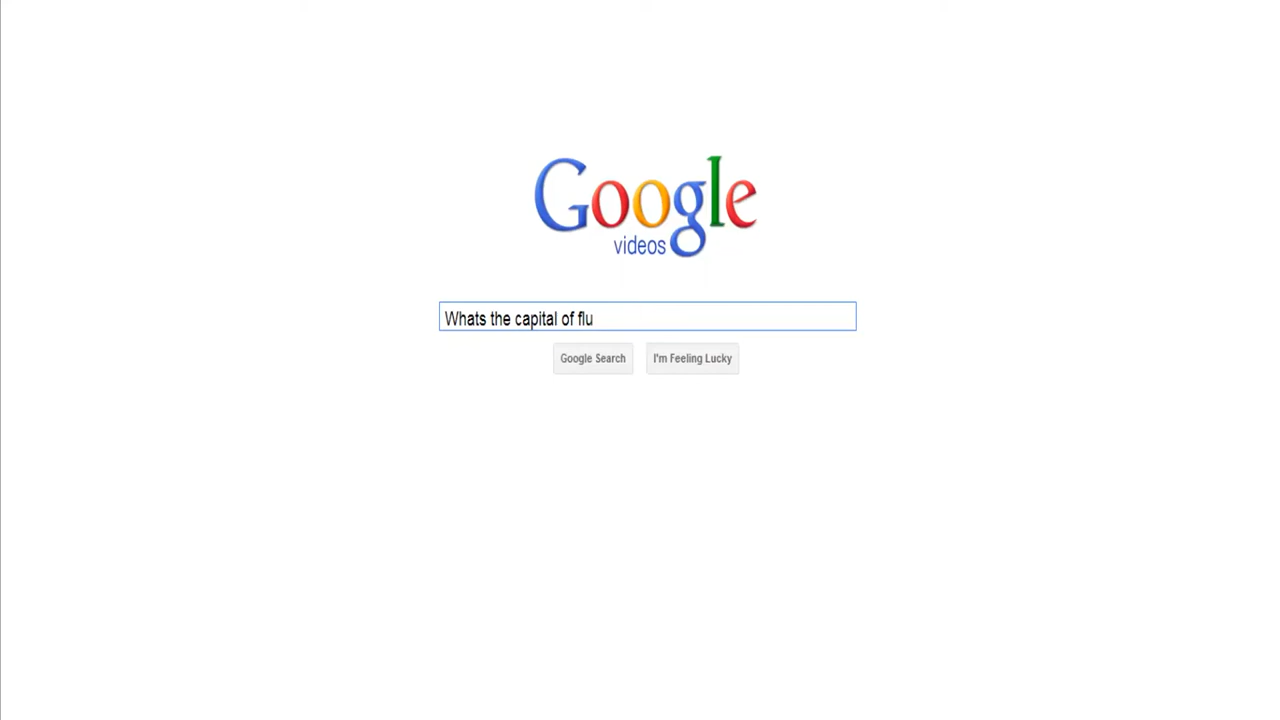 Google
videos
Whats the capital of flu
Google Search
I'm Feeling Lucky